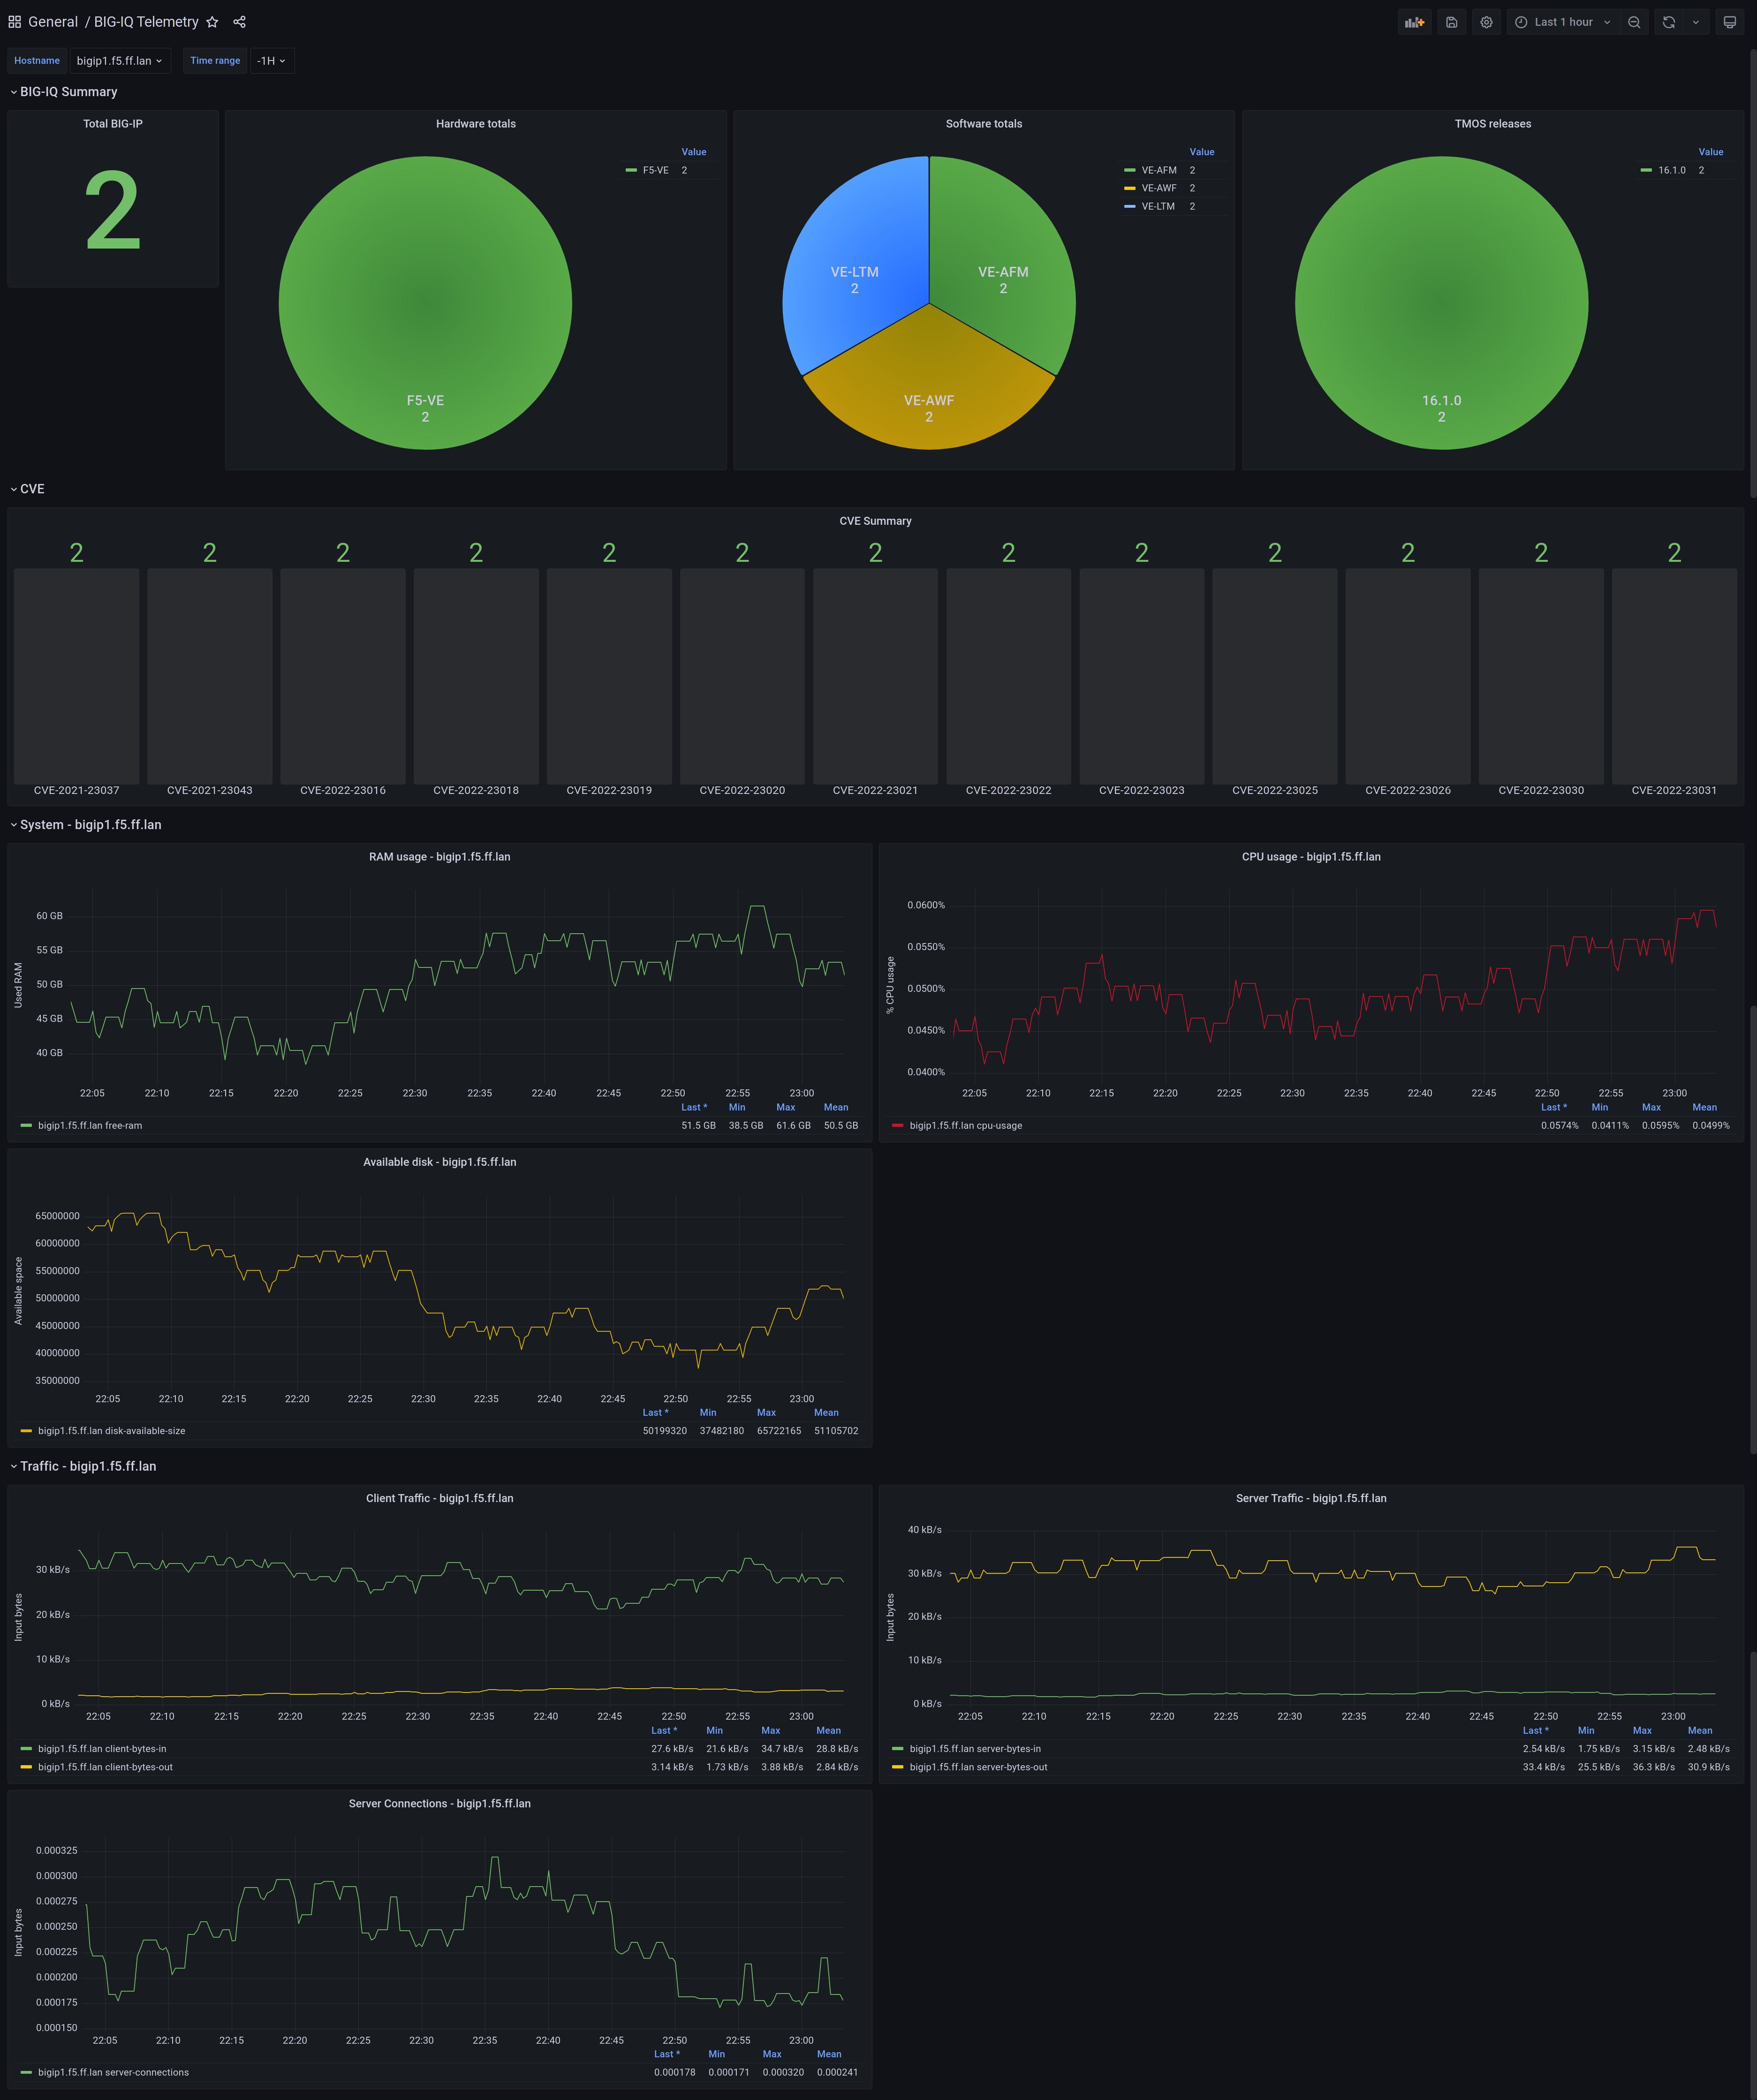 General / BIG-IQ Telemetry
Last 1 hour
Hostname bigip1.f5.ff.lan Time range -1H
BIG-IQ Summary
Total BIG-IP
2
Hardware totals
Value
F5-VE 2
F5-VE
2
Software totals
Value
VE-AFM 2
VE-AWF 2
VE-LTM 2
VE-LTM
2
VE-AFM
2
VE-AWF
2
TMOS releases
Value
16.1.0 2
16.1.0
2
CVE
CVE Summary
2 2 2 2 2 2 2 2 2 2 2 2 2
CVE-2021-23037 CVE-2021-23043 CVE-2022-23016 CVE-2022-23018 CVE-2022-23019 CVE-2022-23020 CVE-2022-23021 CVE-2022-23022 CVE-2022-23023 CVE-2022-23025 CVE-2022-23026 CVE-2022-23030 CVE-2022-23031
System - bigip1.f5.ff.lan
RAM usage - bigip1.f5.ff.lan
Used RAM
60 GB
55 GB
50 GB
45 GB
40 GB
22:05 22:10 22:15 22:20 22:25 22:30 22:35 22:40 22:45 22:50 22:55 23:00
Last * Min Max Mean
bigip1.f5.ff.lan free-ram 51.5 GB 38.5 GB 61.6 GB 50.5 GB
CPU usage - bigip1.f5.ff.lan
% CPU usage
0.0600%
0.0550%
0.0500%
0.0450%
0.0400%
22:05 22:10 22:15 22:20 22:25 22:30 22:35 22:40 22:45 22:50 22:55 23:00
Last * Min Max Mean
bigip1.f5.ff.lan cpu-usage 0.0574% 0.0411% 0.0595% 0.0499%
Available disk - bigip1.f5.ff.lan
Available space
65000000
60000000
55000000
50000000
45000000
40000000
35000000
22:05 22:10 22:15 22:20 22:25 22:30 22:35 22:40 22:45 22:50 22:55 23:00
Last * Min Max Mean
bigip1.f5.ff.lan disk-available-size 50199320 37482180 65722165 51105702
Traffic - bigip1.f5.ff.lan
Client Traffic - bigip1.f5.ff.lan
Input bytes
30 kB/s
20 kB/s
10 kB/s
0 kB/s
22:05 22:10 22:15 22:20 22:25 22:30 22:35 22:40 22:45 22:50 22:55 23:00
Last * Min Max Mean
bigip1.f5.ff.lan client-bytes-in 27.6 kB/s 21.6 kB/s 34.7 kB/s 28.8 kB/s
bigip1.f5.ff.lan client-bytes-out 3.14 kB/s 1.73 kB/s 3.88 kB/s 2.84 kB/s
Server Traffic - bigip1.f5.ff.lan
Input bytes
40 kB/s
30 kB/s
20 kB/s
10 kB/s
0 kB/s
22:05 22:10 22:15 22:20 22:25 22:30 22:35 22:40 22:45 22:50 22:55 23:00
Last * Min Max Mean
bigip1.f5.ff.lan server-bytes-in 2.54 kB/s 1.75 kB/s 3.15 kB/s 2.48 kB/s
bigip1.f5.ff.lan server-bytes-out 33.4 kB/s 25.5 kB/s 36.3 kB/s 30.9 kB/s
Server Connections - bigip1.f5.ff.lan
Input bytes
0.000325
0.000300
0.000275
0.000250
0.000225
0.000200
0.000175
0.000150
22:05 22:10 22:15 22:20 22:25 22:30 22:35 22:40 22:45 22:50 22:55 23:00
Last * Min Max Mean
bigip1.f5.ff.lan server-connections 0.000178 0.000171 0.000320 0.000241